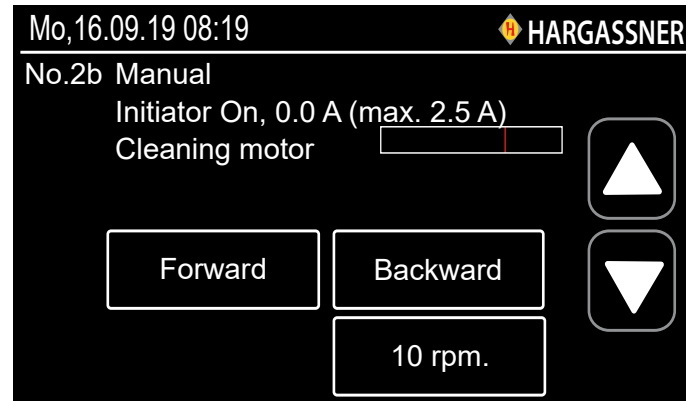 Mo,16.09.19 08:19 HARGASSNER
No.2b Manual
Initiator On, 0.0 A (max. 2.5 A)
Cleaning motor
Forward Backward
10 rpm.